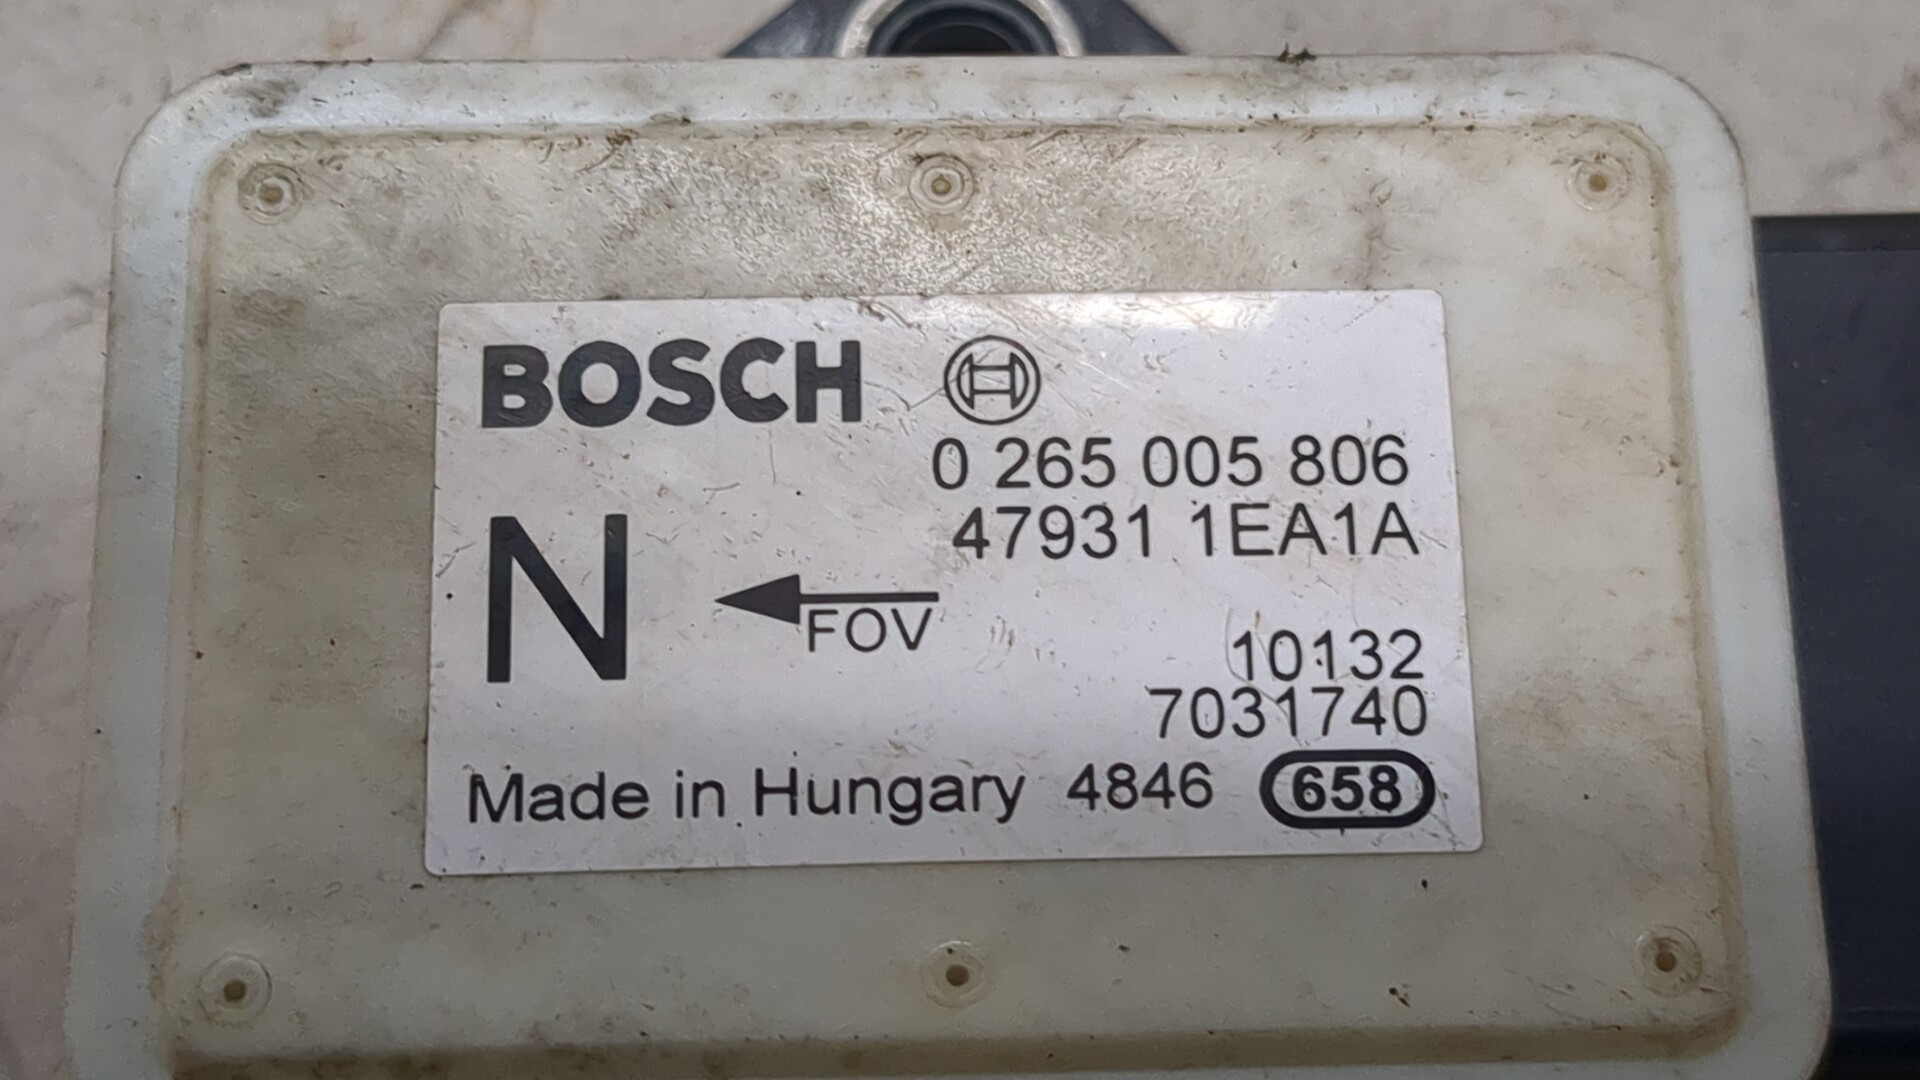 BOSCH
0 265 005 806
47931 1EA1A
N
FOV
10132
7031740
Made in Hungary 4846 658